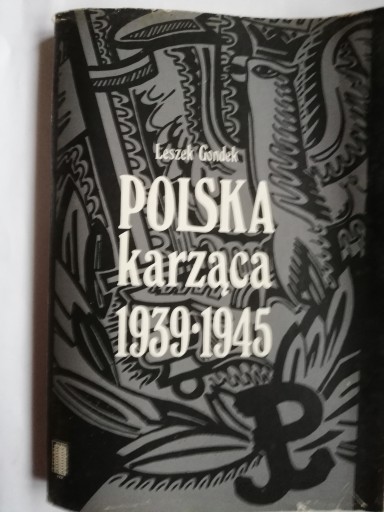 Leszek Gondek
POLSKA
karząca
1939·1945